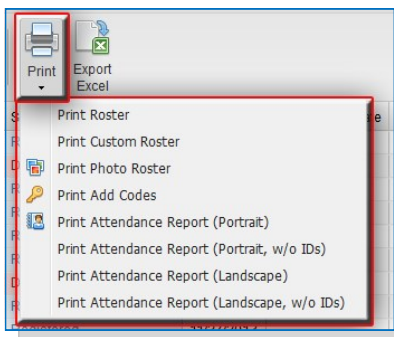 Print
Export
Excel
Print Roster
Print Custom Roster
Print Photo Roster
Print Add Codes
Print Attendance Report (Portrait)
Print Attendance Report (Portrait, w/o IDs)
Print Attendance Report (Landscape)
Print Attendance Report (Landscape, w/o IDs)